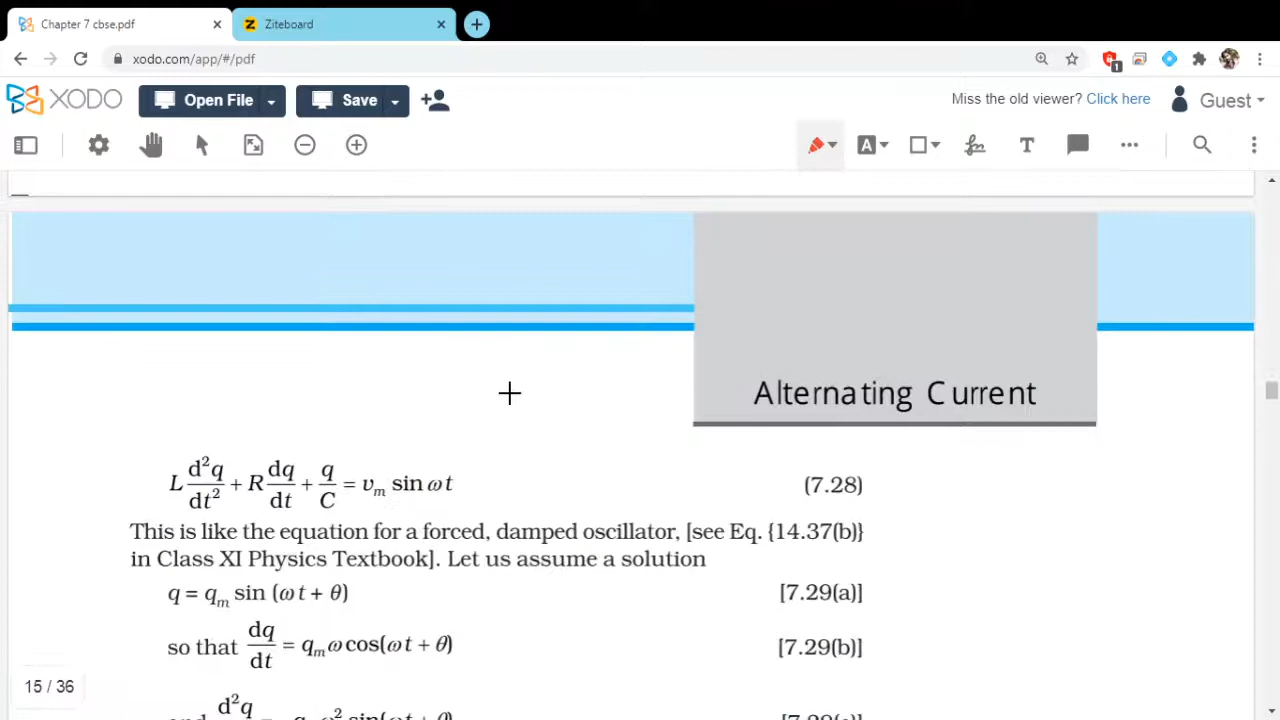 Chapter 7 cbse.pdf
Ziteboard
xodo.com/app/#/pdf
1
XODO
Open File
Save
Miss the old viewer? Click here
Guest
A
T
Alternating Current
L d²q/dt² + R dq/dt + q/C = vₘ sin ωt (7.28)
This is like the equation for a forced, damped oscillator, [see Eq. {14.37(b)}
in Class XI Physics Textbook]. Let us assume a solution
q = qₘ sin (ωt + θ) [7.29(a)]
so that dq/dt = qₘ ω cos(ωt + θ) [7.29(b)]
d²q
15 / 36